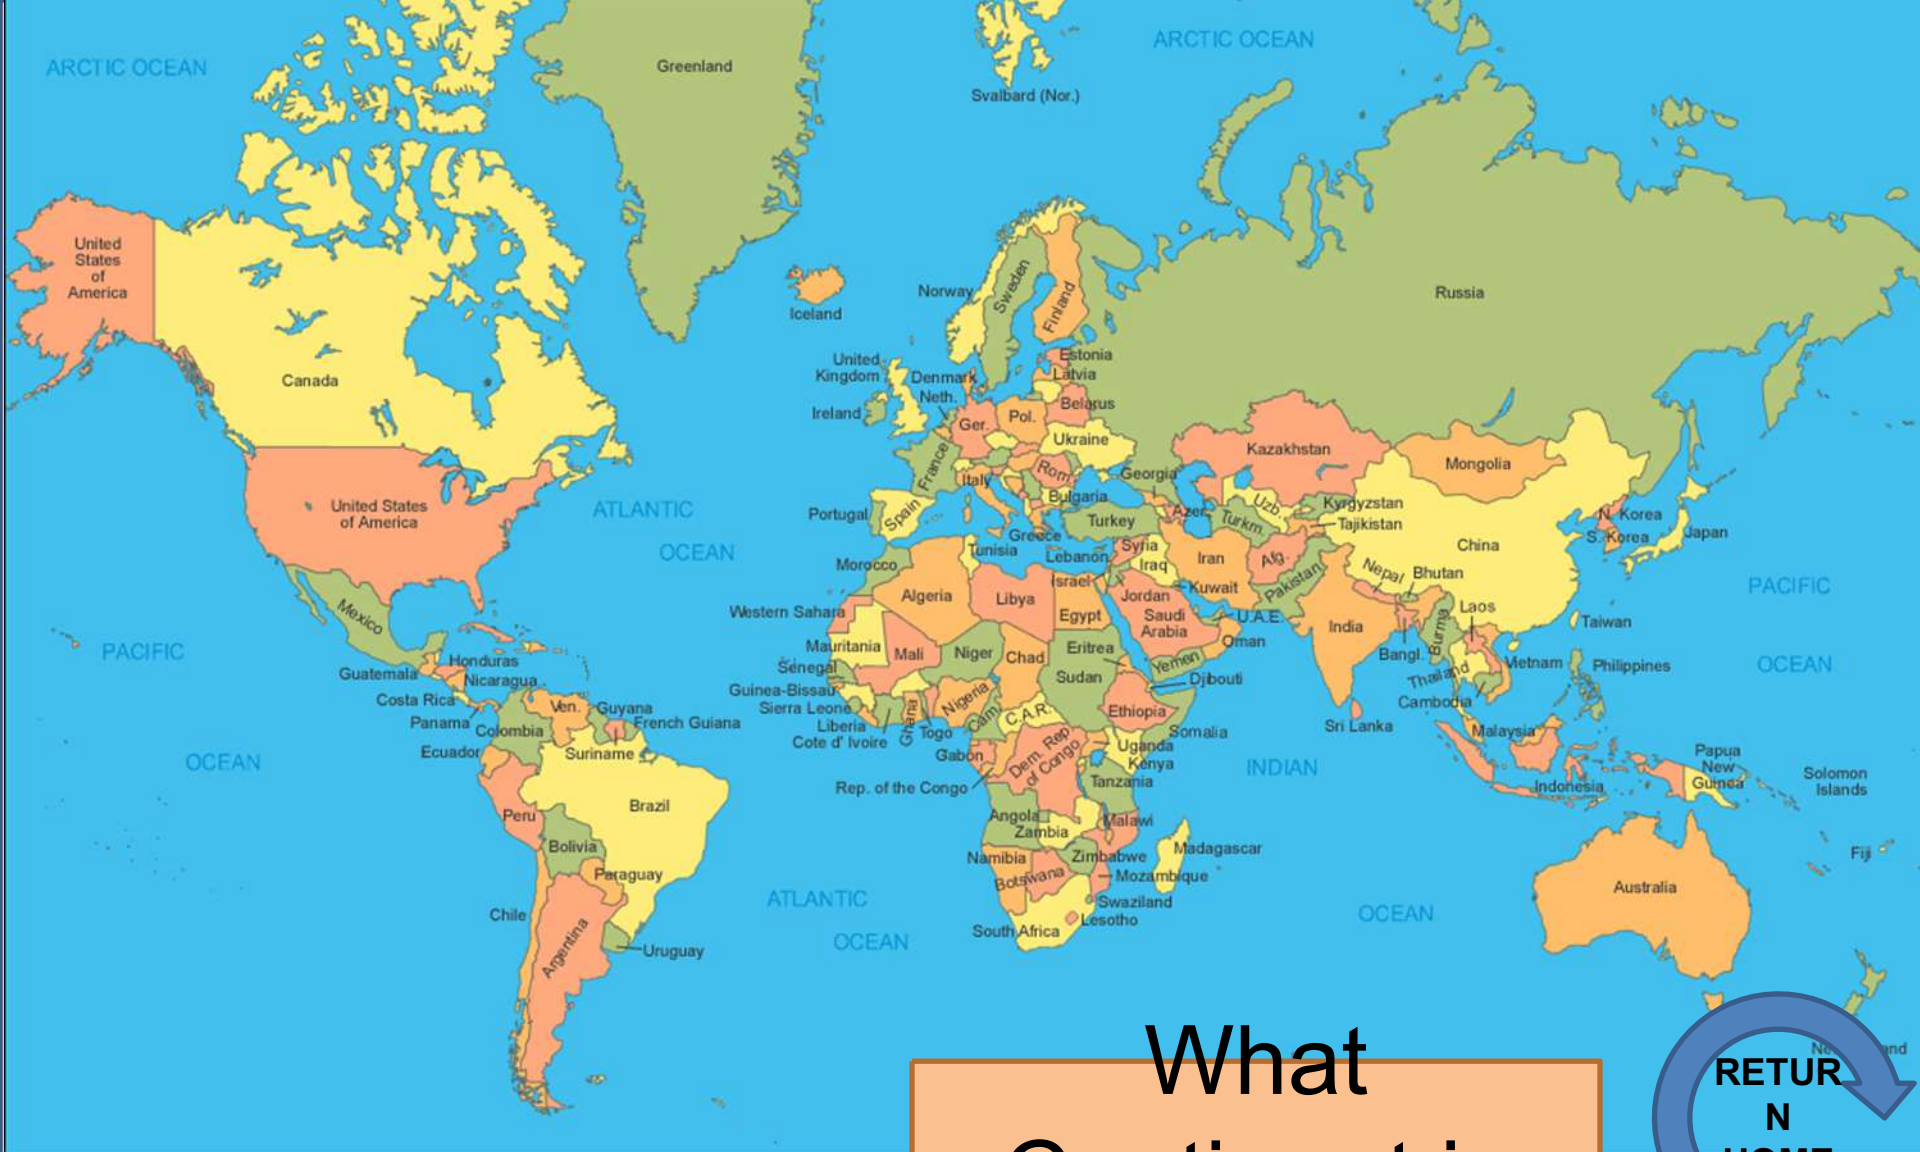 ARCTIC OCEAN
Greenland
Svalbard (Nor.)
ARCTIC OCEAN
United
States
of
America
Canada
United States
of America
Mexico
Guatemala
Honduras
Nicaragua
Costa Rica
Panama
PACIFIC
OCEAN
ATLANTIC
OCEAN
Colombia
Ven.
Guyana
French Guiana
Suriname
Ecuador
Peru
Brazil
Bolivia
Paraguay
Chile
Argentina
Uruguay
ATLANTIC
OCEAN
Iceland
Norway
Sweden
Finland
United
Kingdom
Ireland
Denmark
Neth.
Estonia
Latvia
Belarus
Ger.
Pol.
Ukraine
France
Rom.
Italy
Bulgaria
Portugal
Spain
Greece
Georgia
Azer.
Turkey
Russia
Kazakhstan
Mongolia
Uzb.
Kyrgyzstan
Turkm.
Tajikistan
China
N. Korea
S. Korea
Japan
Morocco
Tunisia
Lebanon
Syria
Iraq
Iran
Afg.
Pakistan
Nepal
Bhutan
Israel
Kuwait
Jordan
Algeria
Libya
Egypt
Saudi
Arabia
U.A.E.
Oman
Yemen
India
Bangl.
Burma
Laos
Taiwan
Vietnam
Thailand
Cambodia
Philippines
Sri Lanka
Malaysia
Indonesia
Papua
New
Guinea
Solomon
Islands
Fiji
PACIFIC
OCEAN
Western Sahara
Mauritania
Mali
Niger
Chad
Eritrea
Sudan
Senegal
Guinea-Bissau
Sierra Leone
Liberia
Cote d' Ivoire
Ghana
Togo
Nigeria
Cam.
C.A.R.
Djibouti
Ethiopia
Somalia
Gabon
Rep. of the Congo
Dem. Rep.
of Congo
Uganda
Kenya
Tanzania
Angola
Zambia
Malawi
Namibia
Botswana
Zimbabwe
Mozambique
Madagascar
Swaziland
Lesotho
South Africa
INDIAN
OCEAN
Australia
What
RETUR
N
HOME